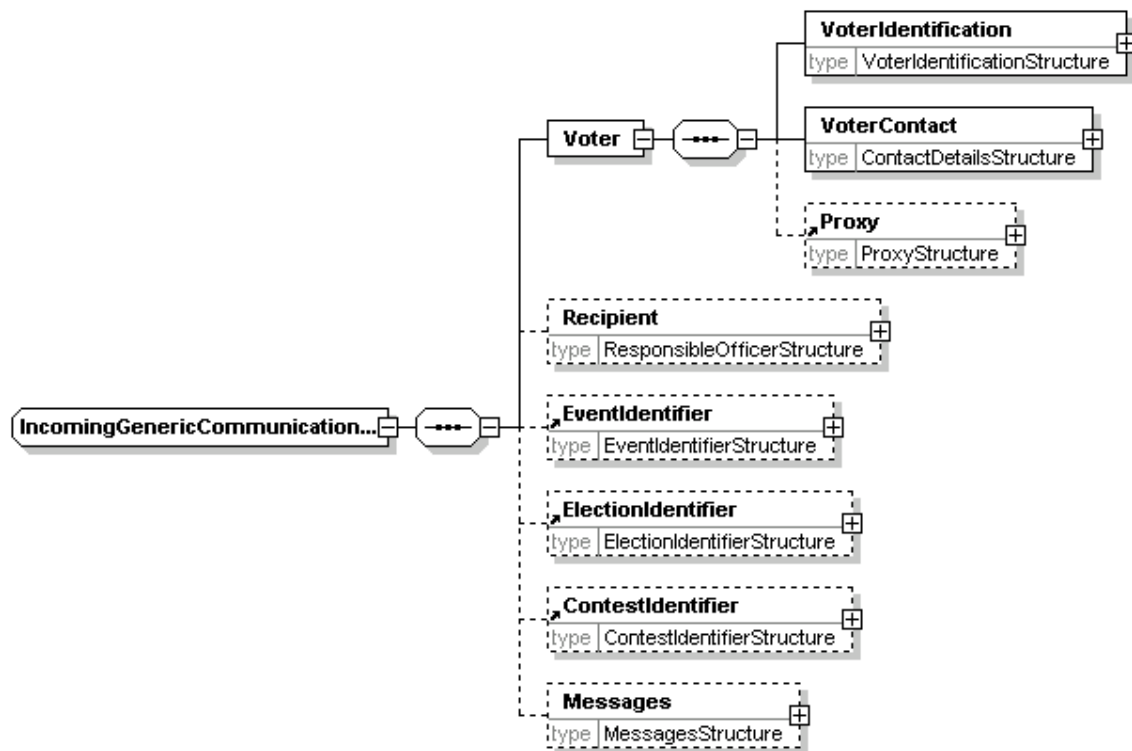 VoterIdentification
type VoterIdentificationStructure
Voter
VoterContact
type ContactDetailsStructure
Proxy
type ProxyStructure
Recipient
type ResponsibleOfficerStructure
IncomingGenericCommunication...
EventIdentifier
type EventIdentifierStructure
ElectionIdentifier
type ElectionIdentifierStructure
ContestIdentifier
type ContestIdentifierStructure
Messages
type MessagesStructure